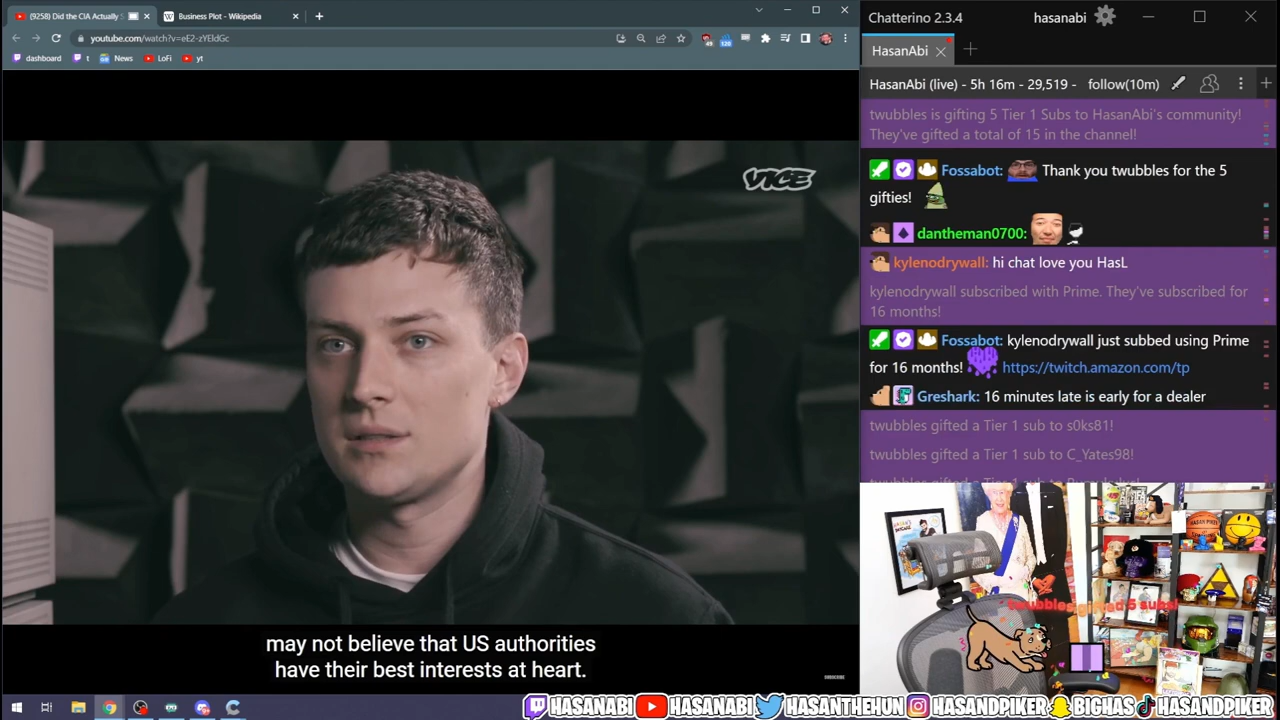 (9258) Did the CIA Actually S
Business Plot - Wikipedia
youtube.com/watch?v=eE2-zYEldGc
dashboard
t
News
LoFi
yt
VICE
may not believe that US authorities
have their best interests at heart.
SUBSCRIBE
Chatterino 2.3.4
hasanabi
HasanAbi
HasanAbi (live) - 5h 16m - 29,519 -
follow(10m)
twubbles is gifting 5 Tier 1 Subs to HasanAbi's community!
They've gifted a total of 15 in the channel!
Fossabot: Thank you twubbles for the 5
gifties!
dantheman0700:
kylenodrywall: hi chat love you HasL
kylenodrywall subscribed with Prime. They've subscribed for
16 months!
Fossabot: kylenodrywall just subbed using Prime
for 16 months! https://twitch.amazon.com/tp
Greshark: 16 minutes late is early for a dealer
twubbles gifted a Tier 1 sub to s0ks81!
twubbles gifted a Tier 1 sub to C_Yates98!
twubbles gifted 5 subs!
HASANABI
HASANABI
HASANTHEHUN
HASANDPIKER
BIGHAS
HASANDPIKER